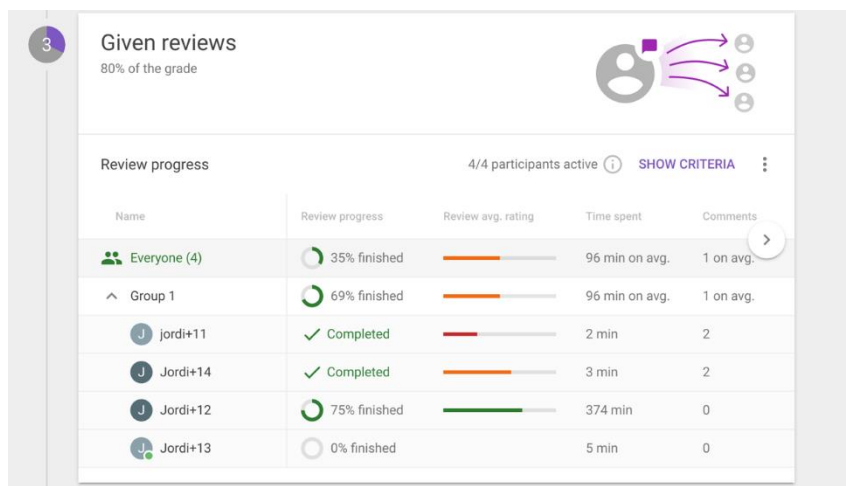 3
Given reviews
80% of the grade
Review progress
4/4 participants active i SHOW CRITERIA
Name Review progress Review avg. rating Time spent Comments
Everyone (4) 35% finished 96 min on avg. 1 on avg.
Group 1 69% finished 96 min on avg. 1 on avg.
J jordi+11 Completed 2 min 2
J Jordi+14 Completed 3 min 2
J Jordi+12 75% finished 374 min 0
J Jordi+13 0% finished 5 min 0